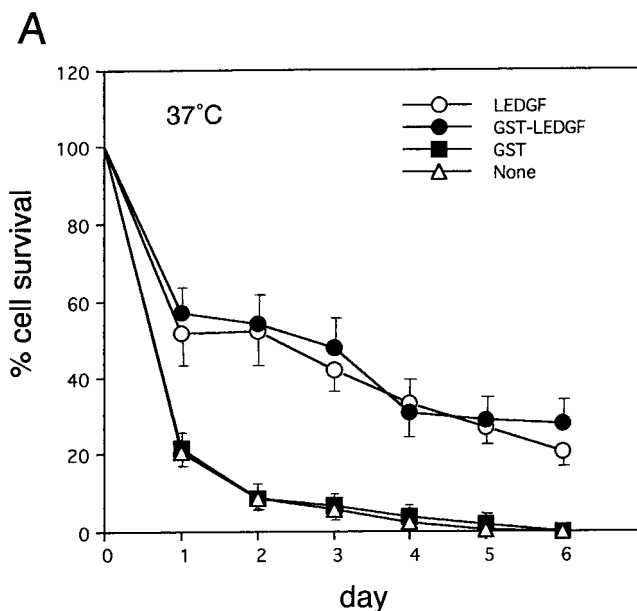 A
120
100
80
60
40
20
0
% cell survival
37°C
LEDGF
GST-LEDGF
GST
None
0 1 2 3 4 5 6
day